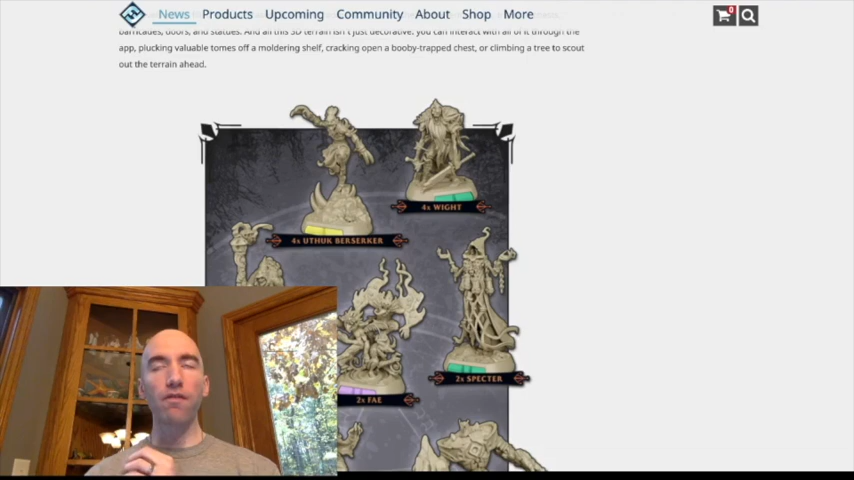 News Products Upcoming Community About Shop More
0
barricades, doors, and statues. And all this 3D terrain isn't just decorative: you can interact with all of it through the
app, plucking valuable tomes off a moldering shelf, cracking open a booby-trapped chest, or climbing a tree to scout
out the terrain ahead.
4x WIGHT
4x UTHUK BERSERKER
2x SPECTER
2x FAE